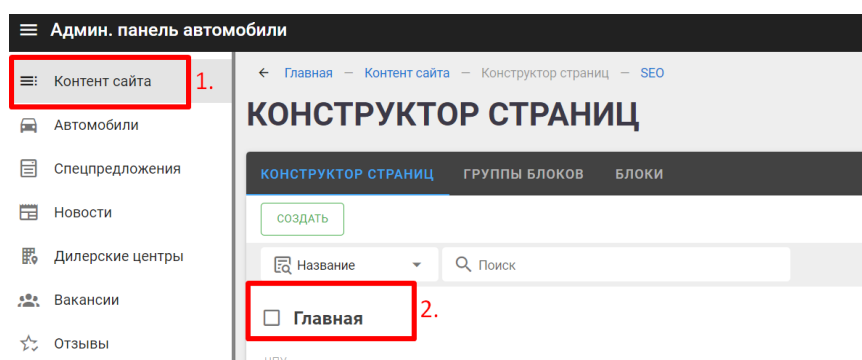 Админ. панель автомобили
Контент сайта 1.
Автомобили
Спецпредложения
Новости
Дилерские центры
Вакансии
Отзывы
← Главная — Контент сайта — Конструктор страниц — SEO
КОНСТРУКТОР СТРАНИЦ
КОНСТРУКТОР СТРАНИЦ ГРУППЫ БЛОКОВ БЛОКИ
СОЗДАТЬ
Название Поиск
Главная 2.